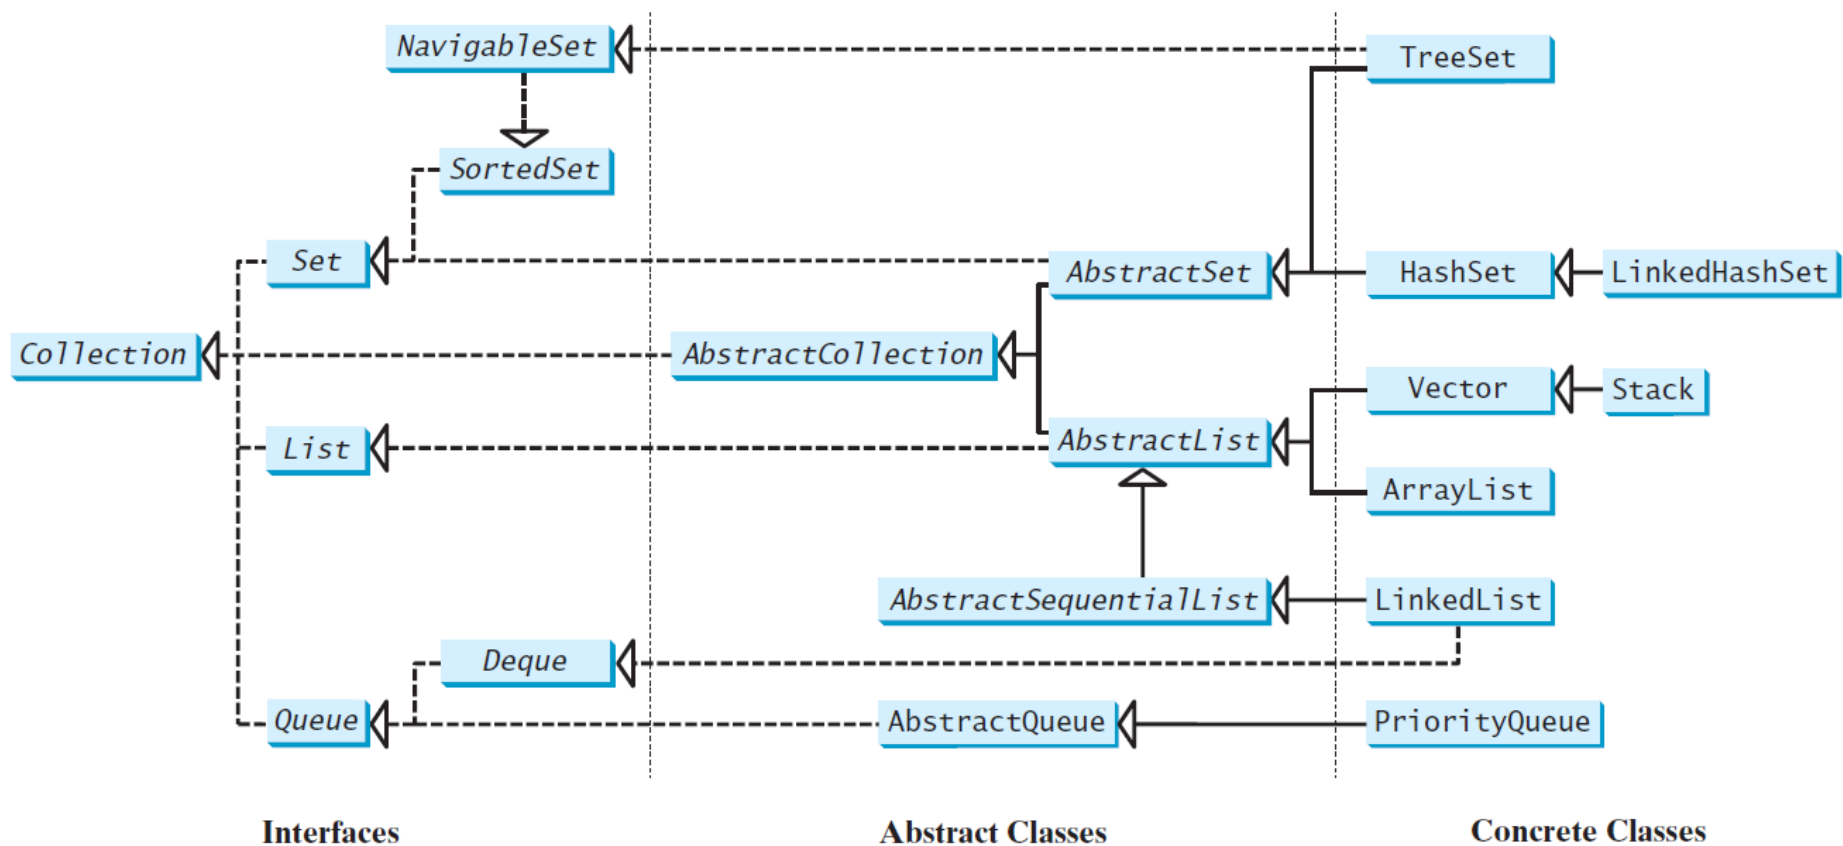 NavigableSet
TreeSet
SortedSet
Set
AbstractSet
HashSet
LinkedHashSet
Collection
AbstractCollection
Vector
Stack
List
AbstractList
ArrayList
AbstractSequentialList
LinkedList
Deque
Queue
AbstractQueue
PriorityQueue
Interfaces
Abstract Classes
Concrete Classes